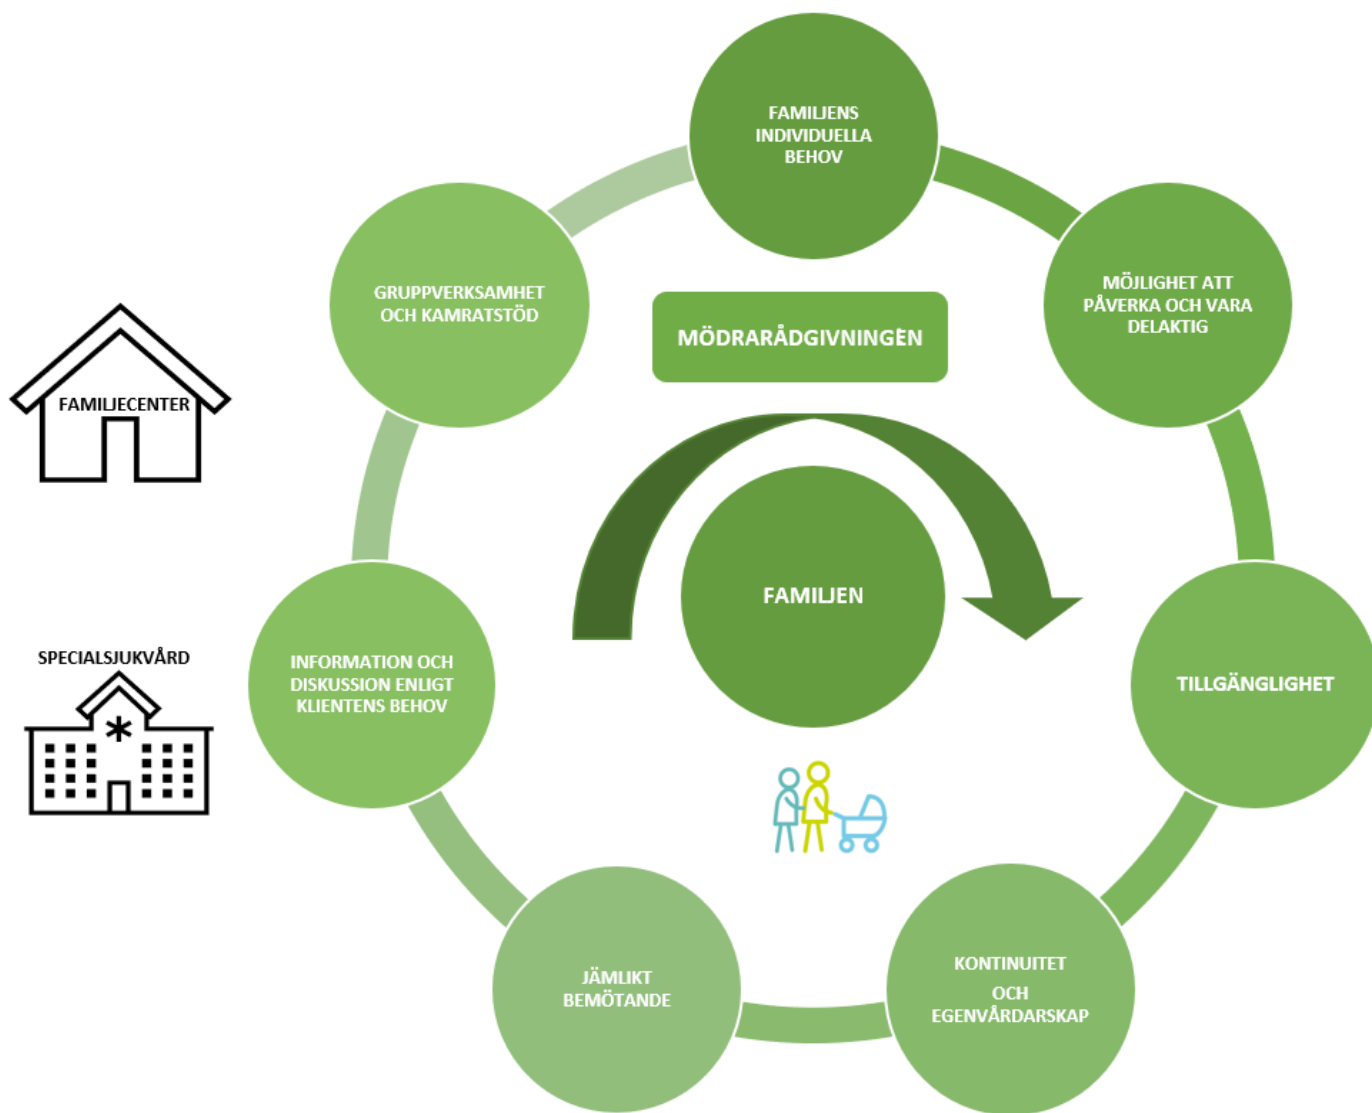 FAMILJENS
INDIVIDUELLA
BEHOV
MÖJLIGHET ATT
PÅVERKA OCH VARA
DELAKTIG
TILLGÄNGLIGHET
KONTINUITET
OCH
EGENVÅRDARSKAP
JÄMLIKT
BEMÖTANDE
INFORMATION OCH
DISKUSSION ENLIGT
KLIENTENS BEHOV
GRUPPVERKSAMHET
OCH KAMRATSTÖD
MÖDRARÅDGIVNINGEN
FAMILJEN
FAMILJECENTER
SPECIALSJUKVÅRD